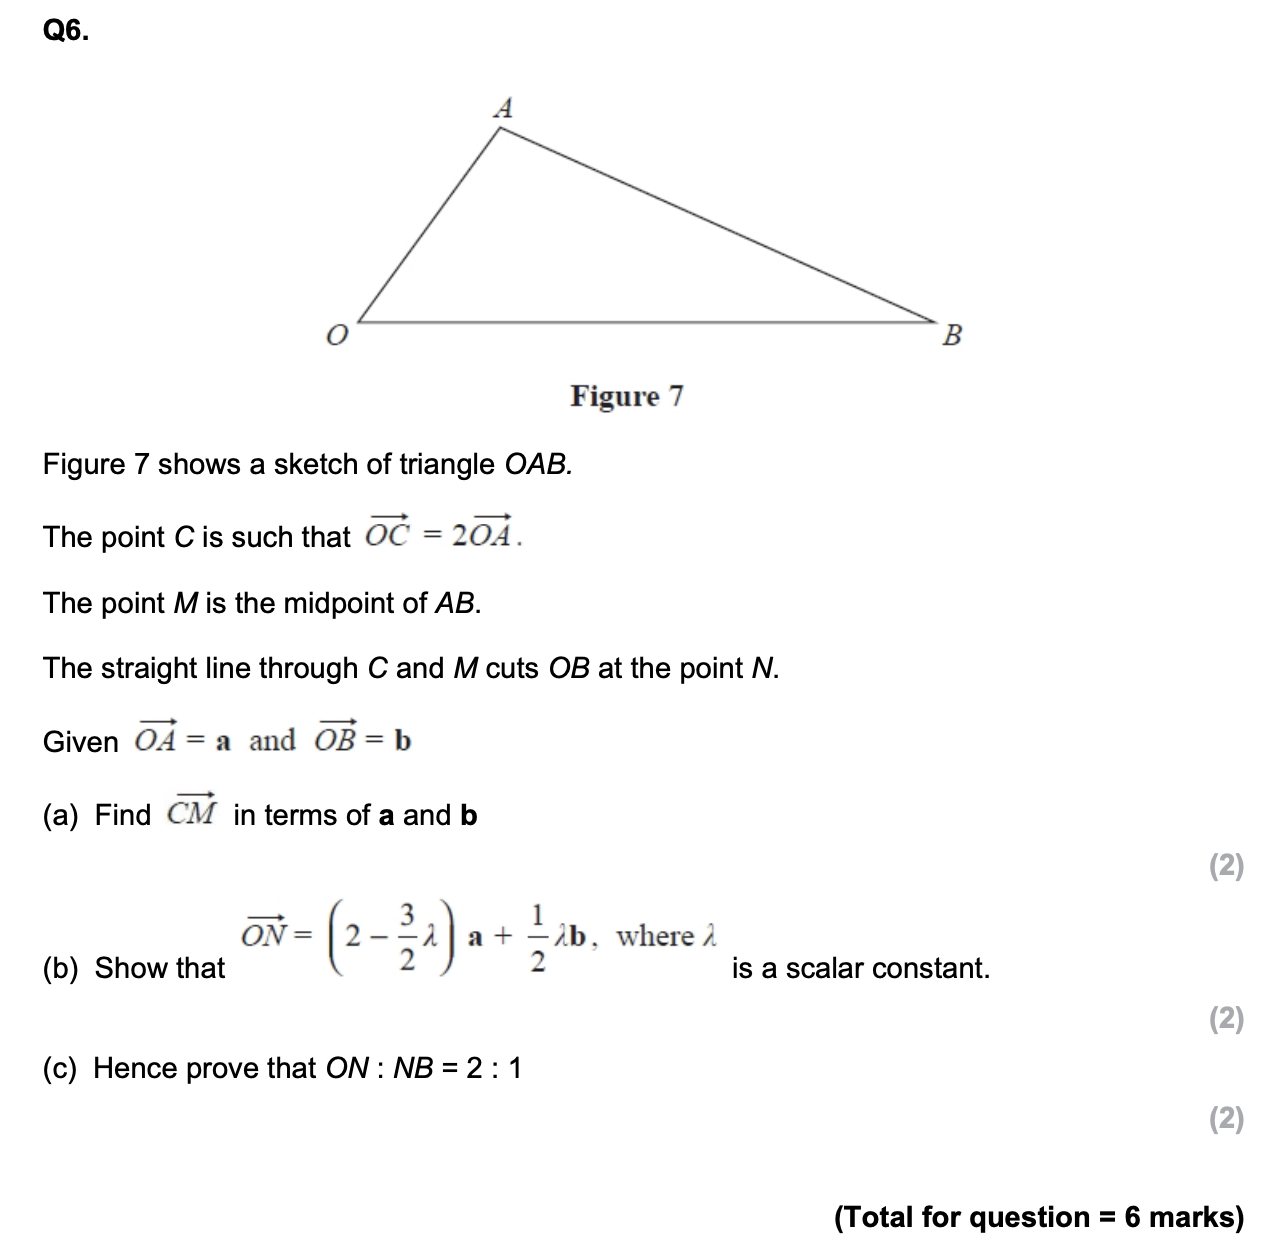 Q6.
A
O
B
Figure 7
Figure 7 shows a sketch of triangle OAB.
The point C is such that $\overrightarrow{OC} = 2\overrightarrow{OA}$.
The point M is the midpoint of AB.
The straight line through C and M cuts OB at the point N.
Given $\overrightarrow{OA} = \mathbf{a}$ and $\overrightarrow{OB} = \mathbf{b}$
(a) Find $\overrightarrow{CM}$ in terms of a and b
(2)
(b) Show that $\overrightarrow{ON} = \left(2 - \frac{3}{2}\lambda\right)\mathbf{a} + \frac{1}{2}\lambda\mathbf{b}$, where $\lambda$ is a scalar constant.
(2)
(c) Hence prove that ON : NB = 2 : 1
(2)
(Total for question = 6 marks)